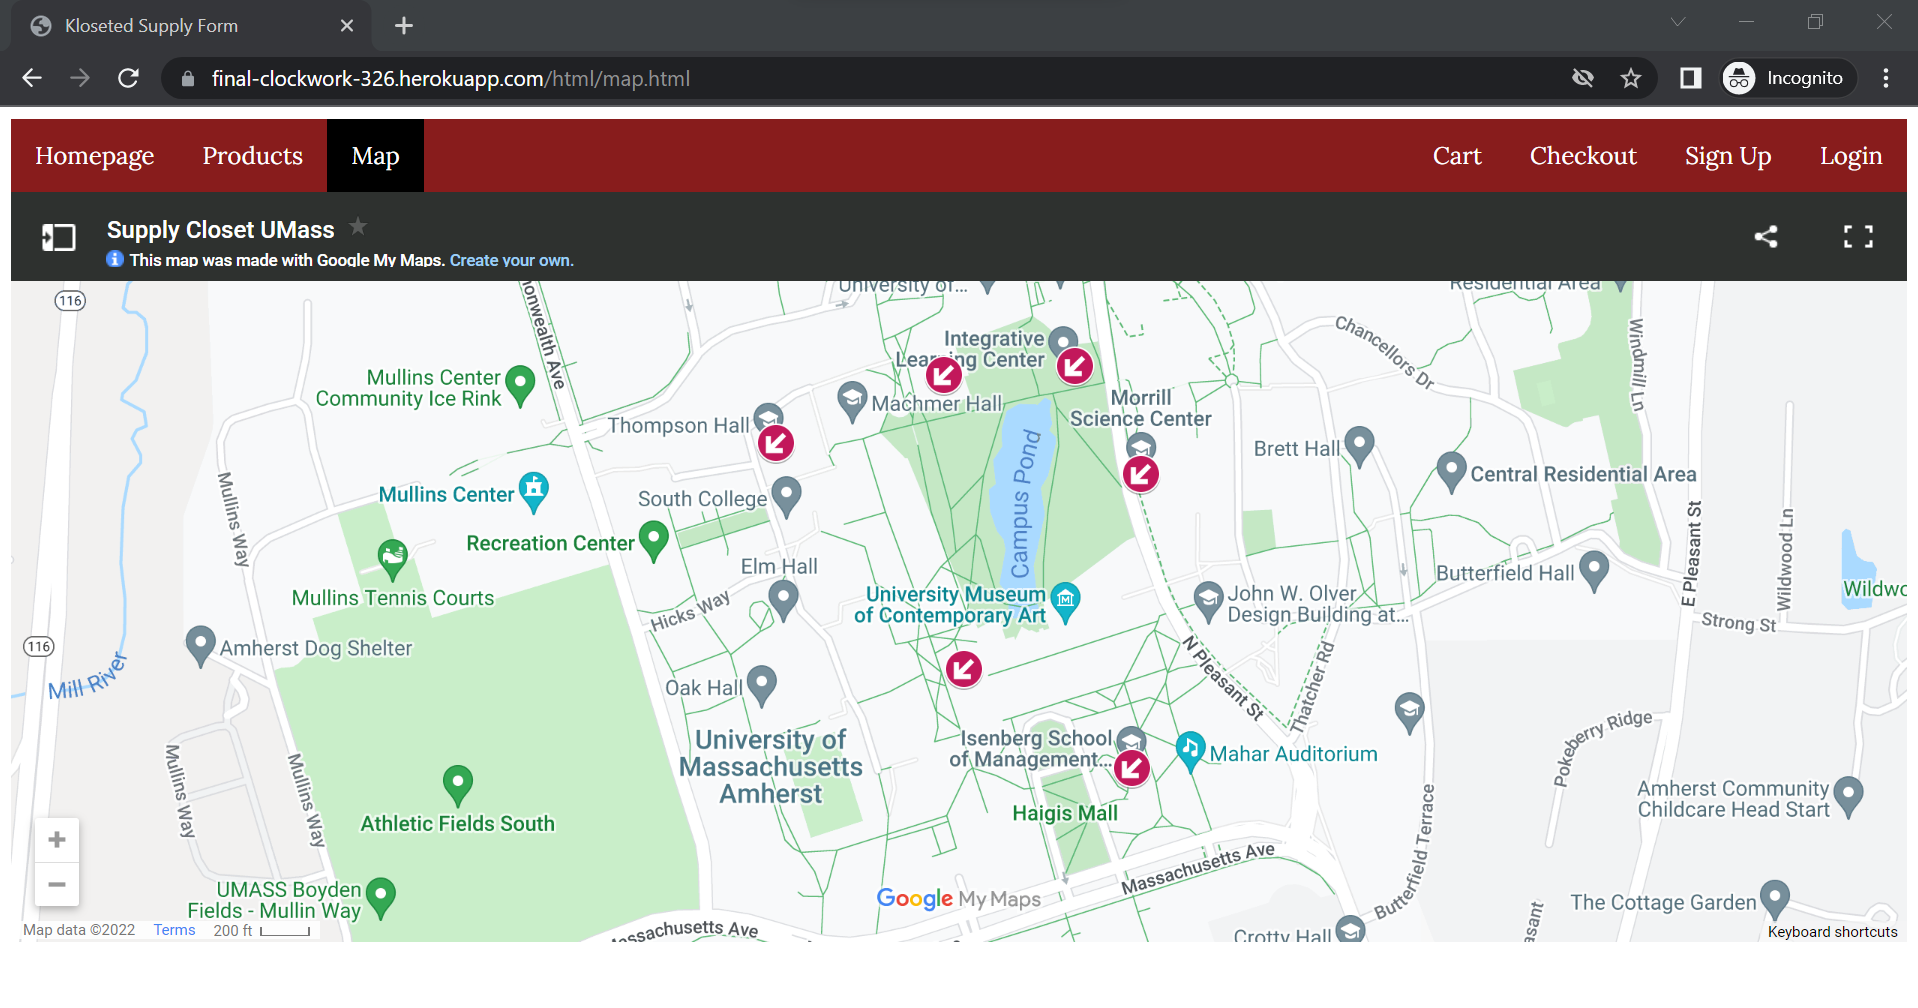 Kloseted Supply Form
final-clockwork-326.herokuapp.com/html/map.html
Incognito
Homepage
Products
Map
Cart
Checkout
Sign Up
Login
Supply Closet UMass
This map was made with Google My Maps. Create your own.
116
University of...
Residential Area
monwealth Ave
Integrative
Learning Center
Chancellors Dr
Windmill Ln
Mullins Center
Community Ice Rink
Machmer Hall
Morrill
Science Center
Thompson Hall
Brett Hall
Central Residential Area
Campus Pond
Mullins Center
South College
Mullins Way
Recreation Center
E Pleasant St
Wildwood Ln
Elm Hall
Butterfield Hall
Mullins Tennis Courts
University Museum
of Contemporary Art
John W. Olver
Design Building at...
Wildwo
Hicks Way
Strong St
116
Amherst Dog Shelter
Mill River
N Pleasant St
Thatcher Rd
Oak Hall
University of
Massachusetts
Amherst
Isenberg School
of Management...
Mahar Auditorium
Pokeberry Ridge
Mullins Way
Mullins Way
Amherst Community
Childcare Head Start
Haigis Mall
Athletic Fields South
Butterfield Terrace
Massachusetts Ave
UMASS Boyden
Fields - Mullin Way
Google My Maps
The Cottage Garden
assachusetts Ave
Crotty Hall
asant
Map data ©2022
Terms
200 ft
Keyboard shortcuts